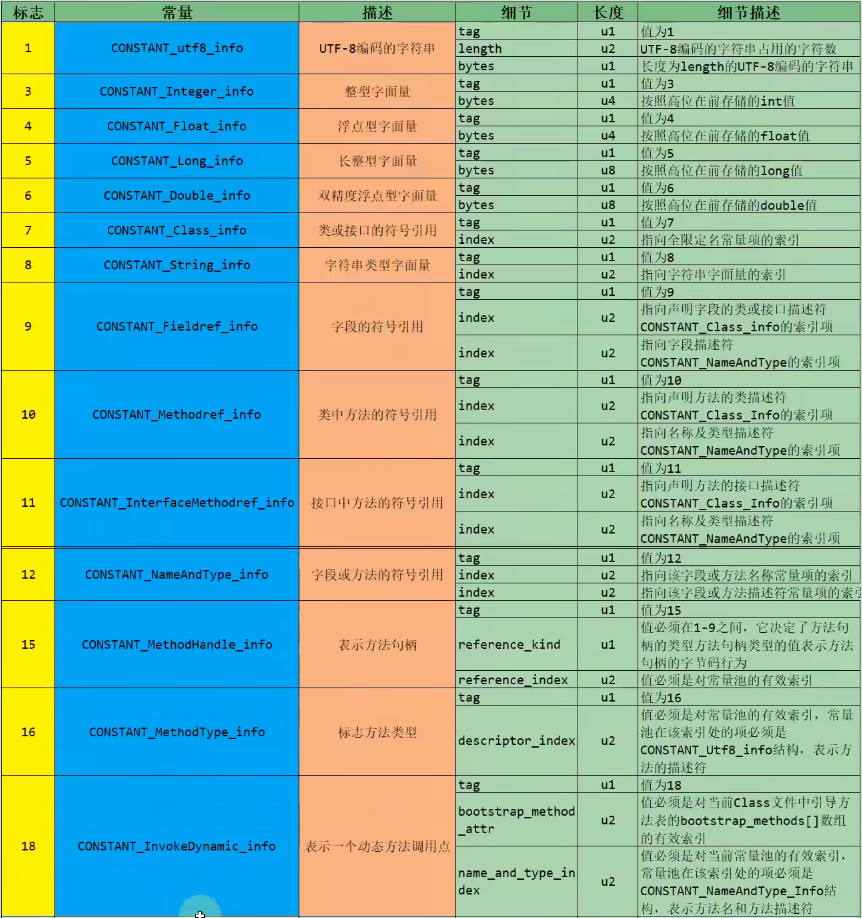 标志 常量 描述 细节 长度 细节描述
1 CONSTANT_utf8_info UTF-8编码的字符串
tag u1 值为1
length u2 UTF-8编码的字符串占用的字符数
bytes u1 长度为length的UTF-8编码的字符串
3 CONSTANT_Integer_info 整型字面量
tag u1 值为3
bytes u4 按照高位在前存储的int值
4 CONSTANT_Float_info 浮点型字面量
tag u1 值为4
bytes u4 按照高位在前存储的float值
5 CONSTANT_Long_info 长整型字面量
tag u1 值为5
bytes u8 按照高位在前存储的long值
6 CONSTANT_Double_info 双精度浮点型字面量
tag u1 值为6
bytes u8 按照高位在前存储的double值
7 CONSTANT_Class_info 类或接口的符号引用
tag u1 值为7
index u2 指向全限定名常量项的索引
8 CONSTANT_String_info 字符串类型字面量
tag u1 值为8
index u2 指向字符串字面量的索引
9 CONSTANT_Fieldref_info 字段的符号引用
tag u1 值为9
index u2 指向声明字段的类或接口描述符
CONSTANT_Class_info的索引项
index u2 指向字段描述符
CONSTANT_NameAndType的索引项
10 CONSTANT_Methodref_info 类中方法的符号引用
tag u1 值为10
index u2 指向声明方法的类描述符
CONSTANT_Class_Info的索引项
index u2 指向名称及类型描述符
CONSTANT_NameAndType的索引项
11 CONSTANT_InterfaceMethodref_info 接口中方法的符号引用
tag u1 值为11
index u2 指向声明方法的接口描述符
CONSTANT_Class_Info的索引项
index u2 指向名称及类型描述符
CONSTANT_NameAndType的索引项
12 CONSTANT_NameAndType_info 字段或方法的符号引用
tag u1 值为12
index u2 指向该字段或方法名称常量项的索引
index u2 指向该字段或方法描述符常量项的索引
15 CONSTANT_MethodHandle_info 表示方法句柄
tag u1 值为15
reference_kind u1 值必须在1-9之间，它决定了方法句
柄的类型方法句柄类型的值表示方法
句柄的字节码行为
reference_index u2 值必须是对常量池的有效索引
16 CONSTANT_MethodType_info 标志方法类型
tag u1 值为16
descriptor_index u2 值必须是对常量池的有效索引，常量
池在该索引处的项必须是
CONSTANT_Utf8_info结构，表示方
法的描述符
18 CONSTANT_InvokeDynamic_info 表示一个动态方法调用点
tag u1 值为18
bootstrap_method
_attr u2 值必须是对当前Class文件中引导方
法表的bootstrap_methods[]数组
的有效索引
name_and_type_in
dex u2 值必须是对当前常量池的有效索引，
常量池在该索引处的项必须是
CONSTANT_NameAndType_Info结
构，表示方法名和方法描述符